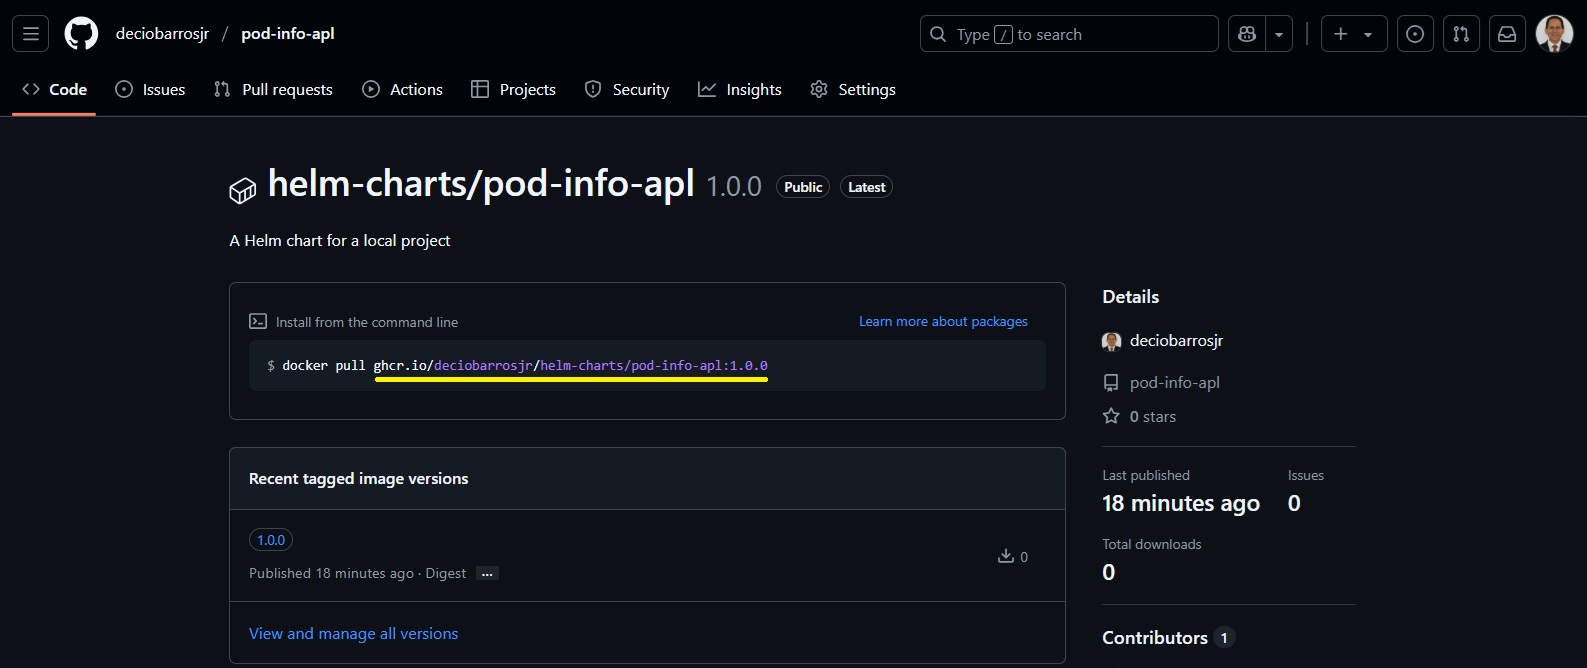 deciobarrosjr / pod-info-apl
Type / to search
Code Issues Pull requests Actions Projects Security Insights Settings
helm-charts/pod-info-apl 1.0.0 Public Latest
A Helm chart for a local project
Install from the command line
Learn more about packages
$ docker pull ghcr.io/deciobarrosjr/helm-charts/pod-info-apl:1.0.0
Recent tagged image versions
1.0.0
Published 18 minutes ago · Digest ...
0
View and manage all versions
Details
deciobarrosjr
pod-info-apl
0 stars
Last published Issues
18 minutes ago 0
Total downloads
0
Contributors 1